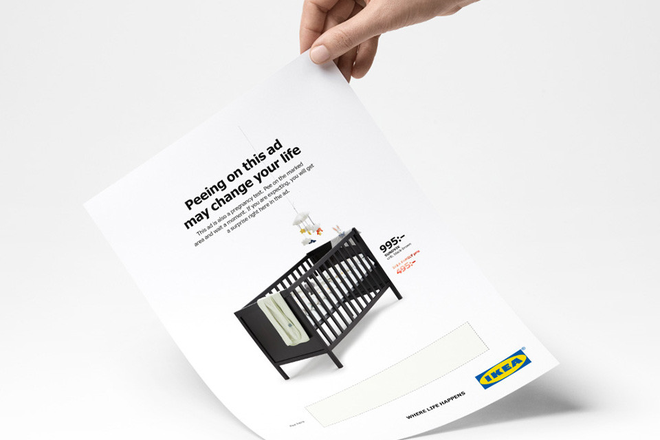 Peeing on this ad
may change your life
This ad is also a pregnancy test. Pee on the marked
area and wait a moment. If you are expecting, you will get
a surprise right here in the ad.
995:-
SUNDVIK
495:-
WHERE LIFE HAPPENS
IKEA